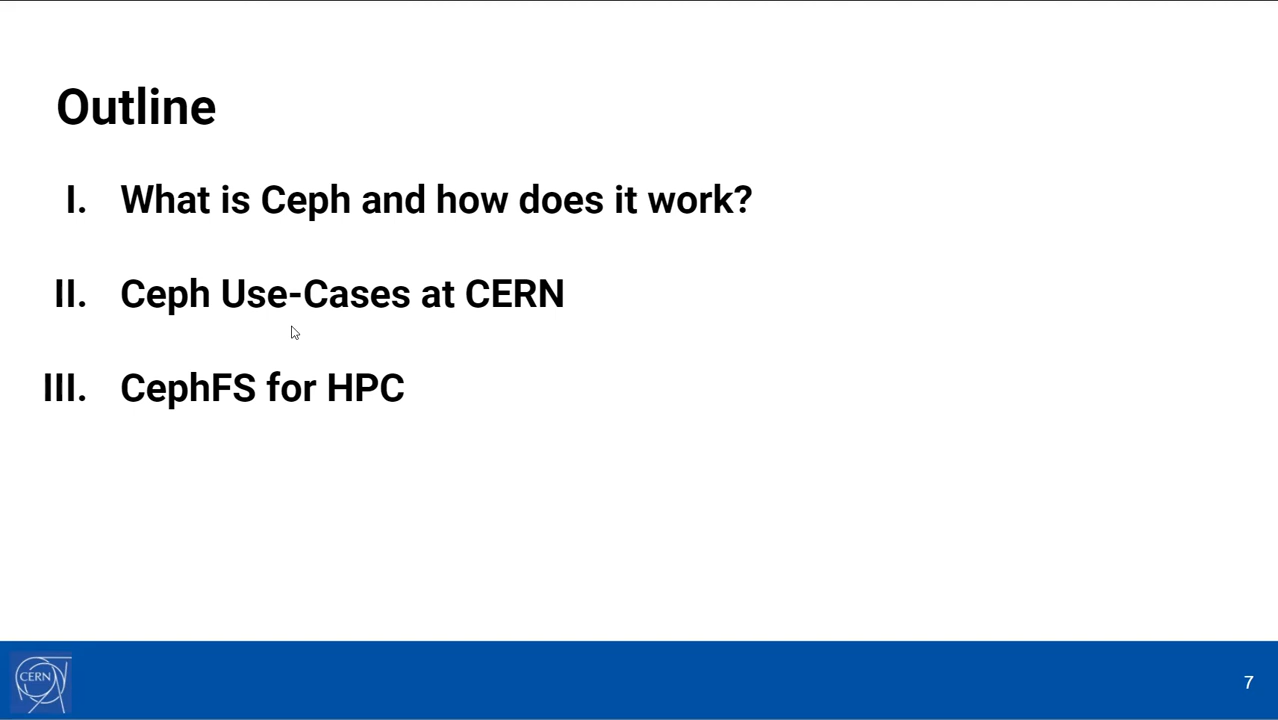 Outline
I. What is Ceph and how does it work?
II. Ceph Use-Cases at CERN
III. CephFS for HPC
CERN
7